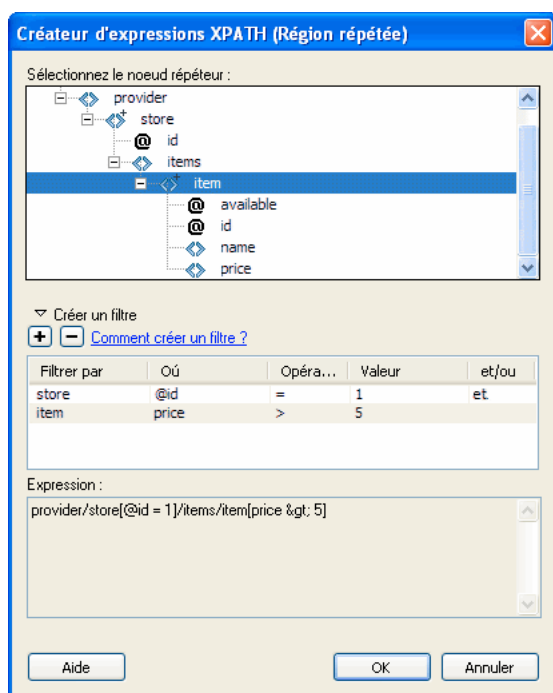 Créateur d'expressions XPATH (Région répétée)
Sélectionnez le noeud répéteur :
provider
store
id
items
item
available
id
name
price
Créer un filtre
Comment créer un filtre ?
Filtrer par Oú Opéra... Valeur et/ou
store @id = 1 et
item price > 5
Expression :
provider/store[@id = 1]/items/item[price &gt; 5]
Aide OK Annuler